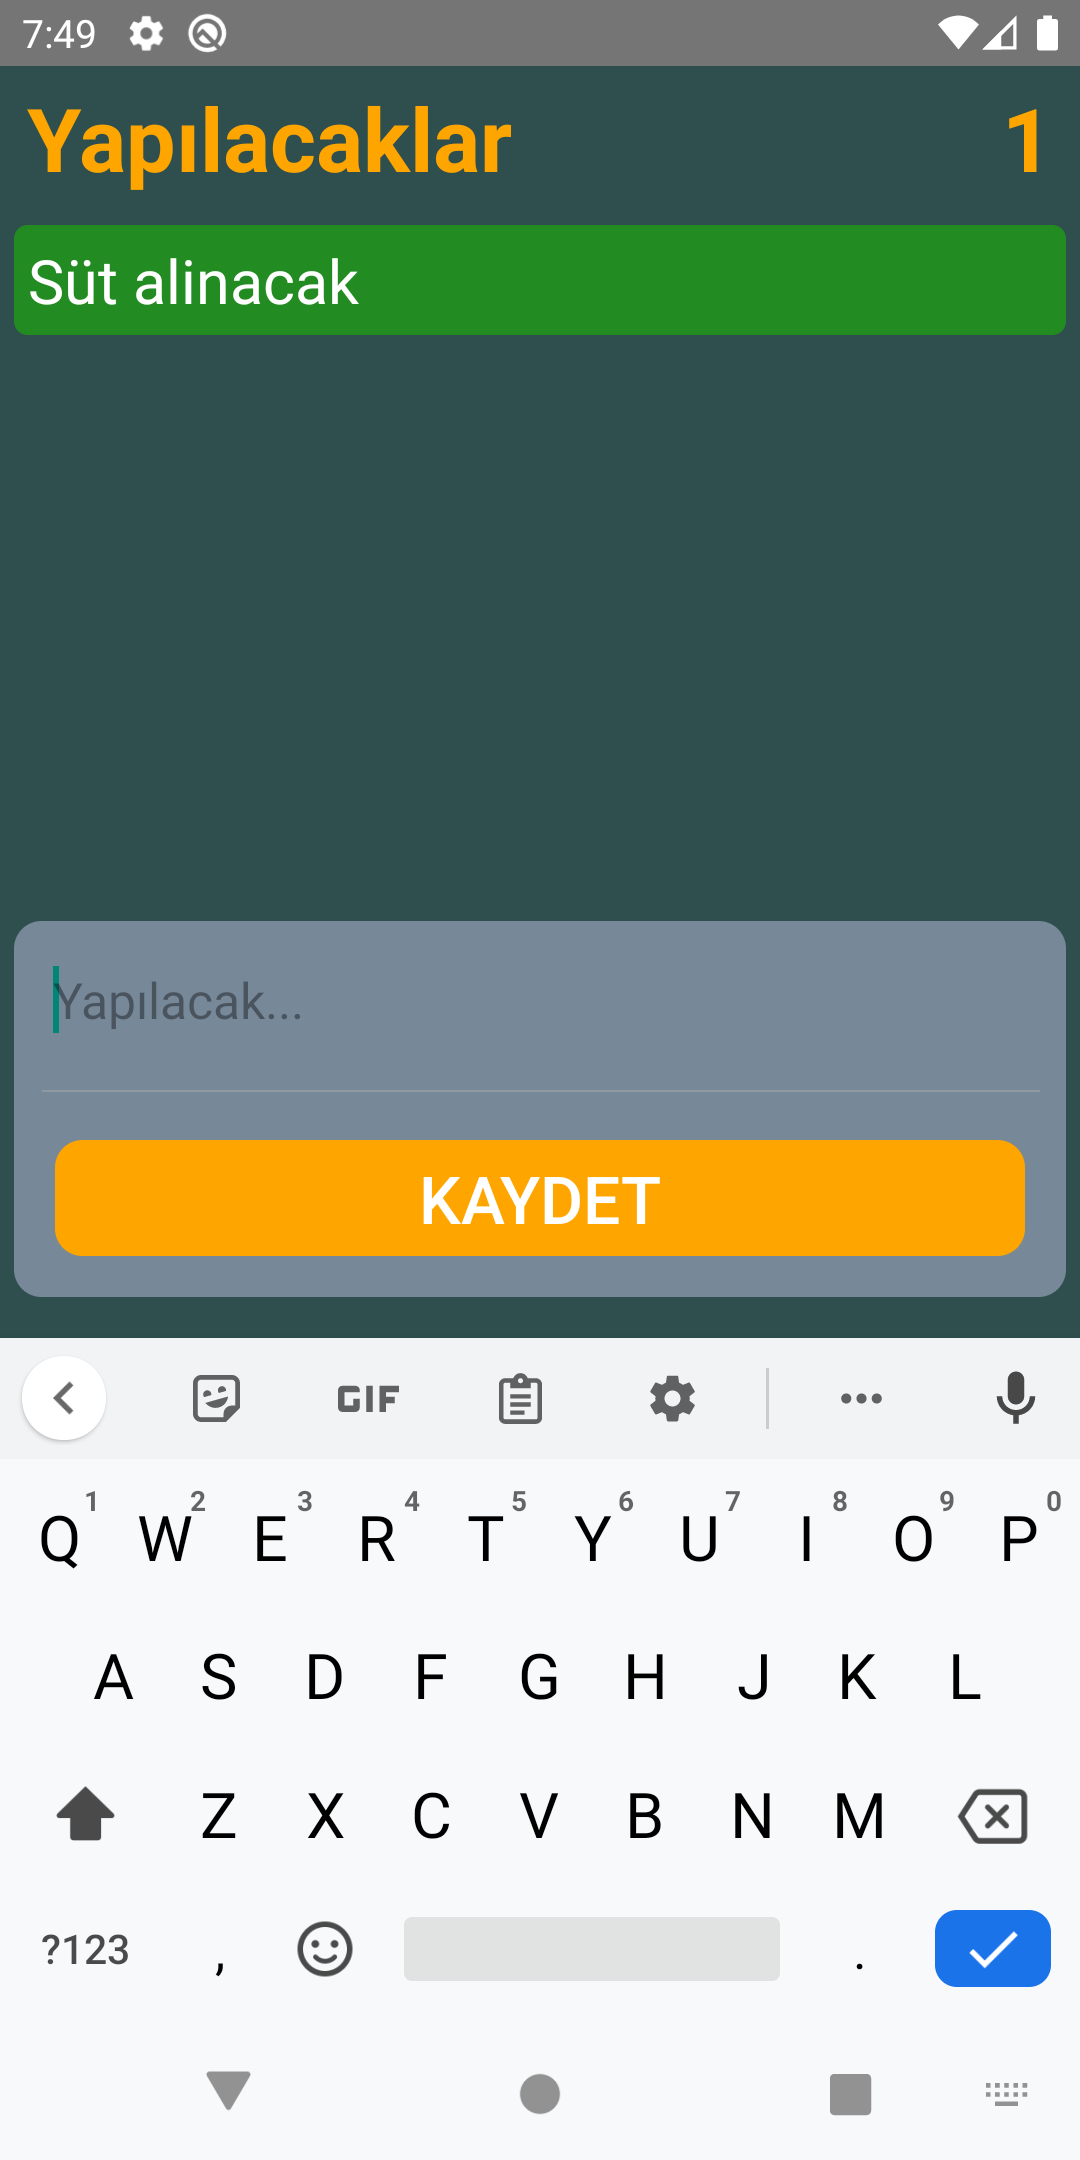 7:49
Yapılacaklar 1
Süt alinacak
Yapılacak...
KAYDET
GIF
1 2 3 4 5 6 7 8 9 0
Q W E R T Y U I O P
A S D F G H J K L
Z X C V B N M
?123 , .